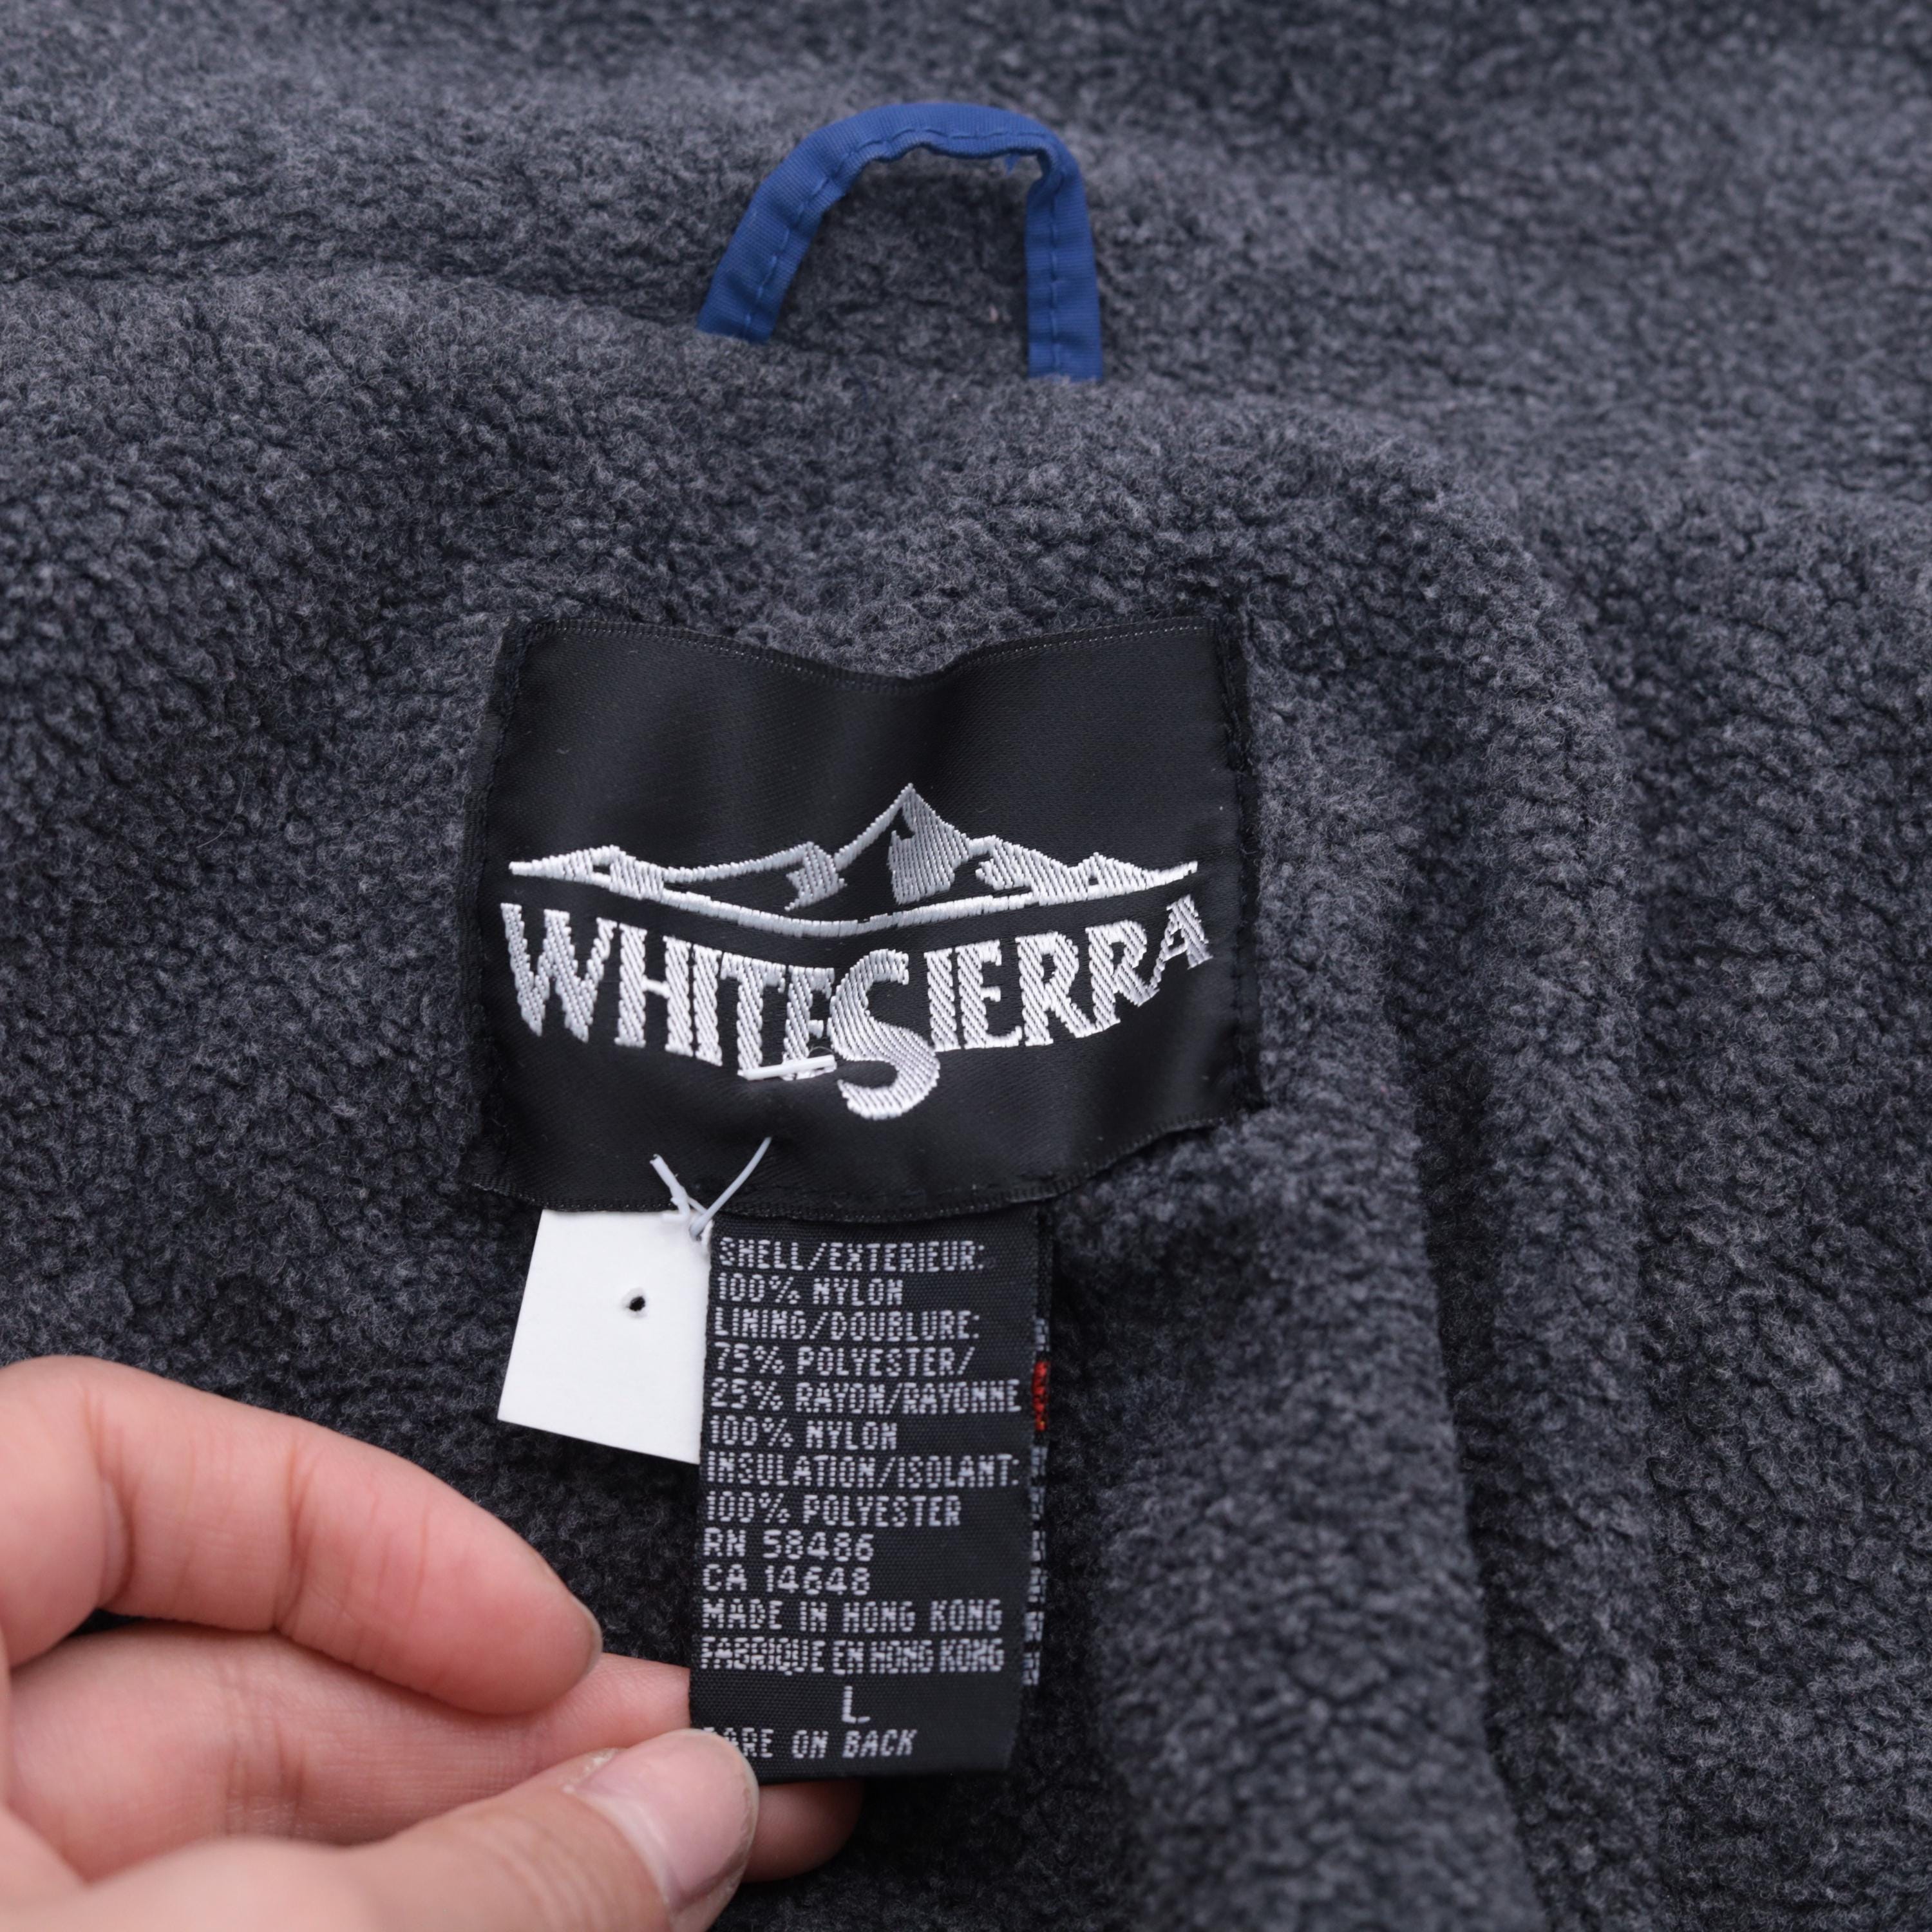 WHITESIERRA
SHELL/EXTERIEUR:
100% NYLON
LINING/DOUBLURE:
75% POLYESTER/
25% RAYON/RAYONNE
100% NYLON
INSULATION/ISOLANT:
100% POLYESTER
RN 58486
CA 14648
MADE IN HONG KONG
FABRIQUE EN HONG KONG
L
ON BACK